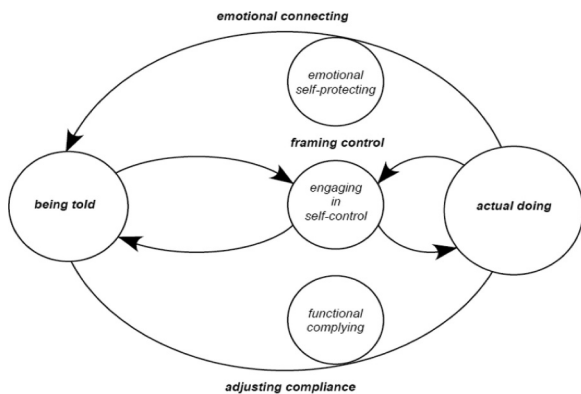 emotional connecting
emotional
self-protecting
framing control
being told
engaging
in
self-control
actual doing
functional
complying
adjusting compliance